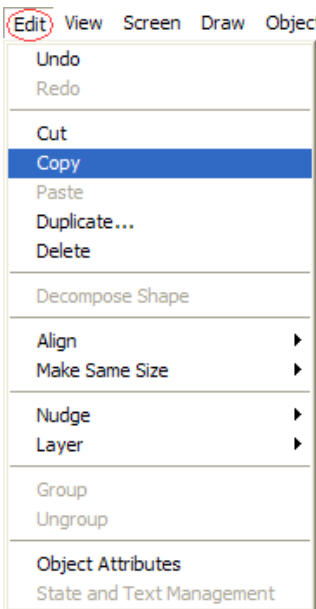 Edit View Screen Draw Objec
Undo
Redo
Cut
Copy
Paste
Duplicate...
Delete
Decompose Shape
Align
Make Same Size
Nudge
Layer
Group
Ungroup
Object Attributes
State and Text Management